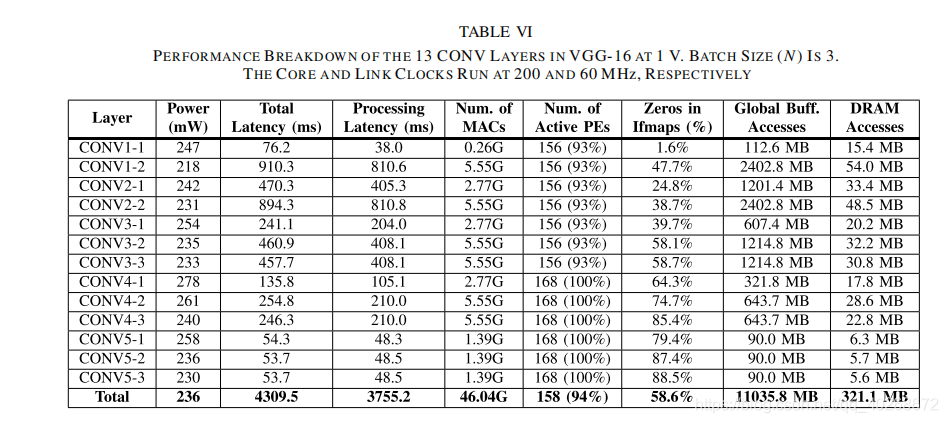 TABLE VI
PERFORMANCE BREAKDOWN OF THE 13 CONV LAYERS IN VGG-16 AT 1 V. BATCH SIZE (N) IS 3.
THE CORE AND LINK CLOCKS RUN AT 200 AND 60 MHZ, RESPECTIVELY
Layer Power (mW) Total Latency (ms) Processing Latency (ms) Num. of MACs Num. of Active PEs Zeros in Ifmaps (%) Global Buff. Accesses DRAM Accesses
CONV1-1 247 76.2 38.0 0.26G 156 (93%) 1.6% 112.6 MB 15.4 MB
CONV1-2 218 910.3 810.6 5.55G 156 (93%) 47.7% 2402.8 MB 54.0 MB
CONV2-1 242 470.3 405.3 2.77G 156 (93%) 24.8% 1201.4 MB 33.4 MB
CONV2-2 231 894.3 810.8 5.55G 156 (93%) 38.7% 2402.8 MB 48.5 MB
CONV3-1 254 241.1 204.0 2.77G 156 (93%) 39.7% 607.4 MB 20.2 MB
CONV3-2 235 460.9 408.1 5.55G 156 (93%) 58.1% 1214.8 MB 32.2 MB
CONV3-3 233 457.7 408.1 5.55G 156 (93%) 58.7% 1214.8 MB 30.8 MB
CONV4-1 278 135.8 105.1 2.77G 168 (100%) 64.3% 321.8 MB 17.8 MB
CONV4-2 261 254.8 210.0 5.55G 168 (100%) 74.7% 643.7 MB 28.6 MB
CONV4-3 240 246.3 210.0 5.55G 168 (100%) 85.4% 643.7 MB 22.8 MB
CONV5-1 258 54.3 48.3 1.39G 168 (100%) 79.4% 90.0 MB 6.3 MB
CONV5-2 236 53.7 48.5 1.39G 168 (100%) 87.4% 90.0 MB 5.7 MB
CONV5-3 230 53.7 48.5 1.39G 168 (100%) 88.5% 90.0 MB 5.6 MB
Total 236 4309.5 3755.2 46.04G 158 (94%) 58.6% 11035.8 MB 321.1 MB